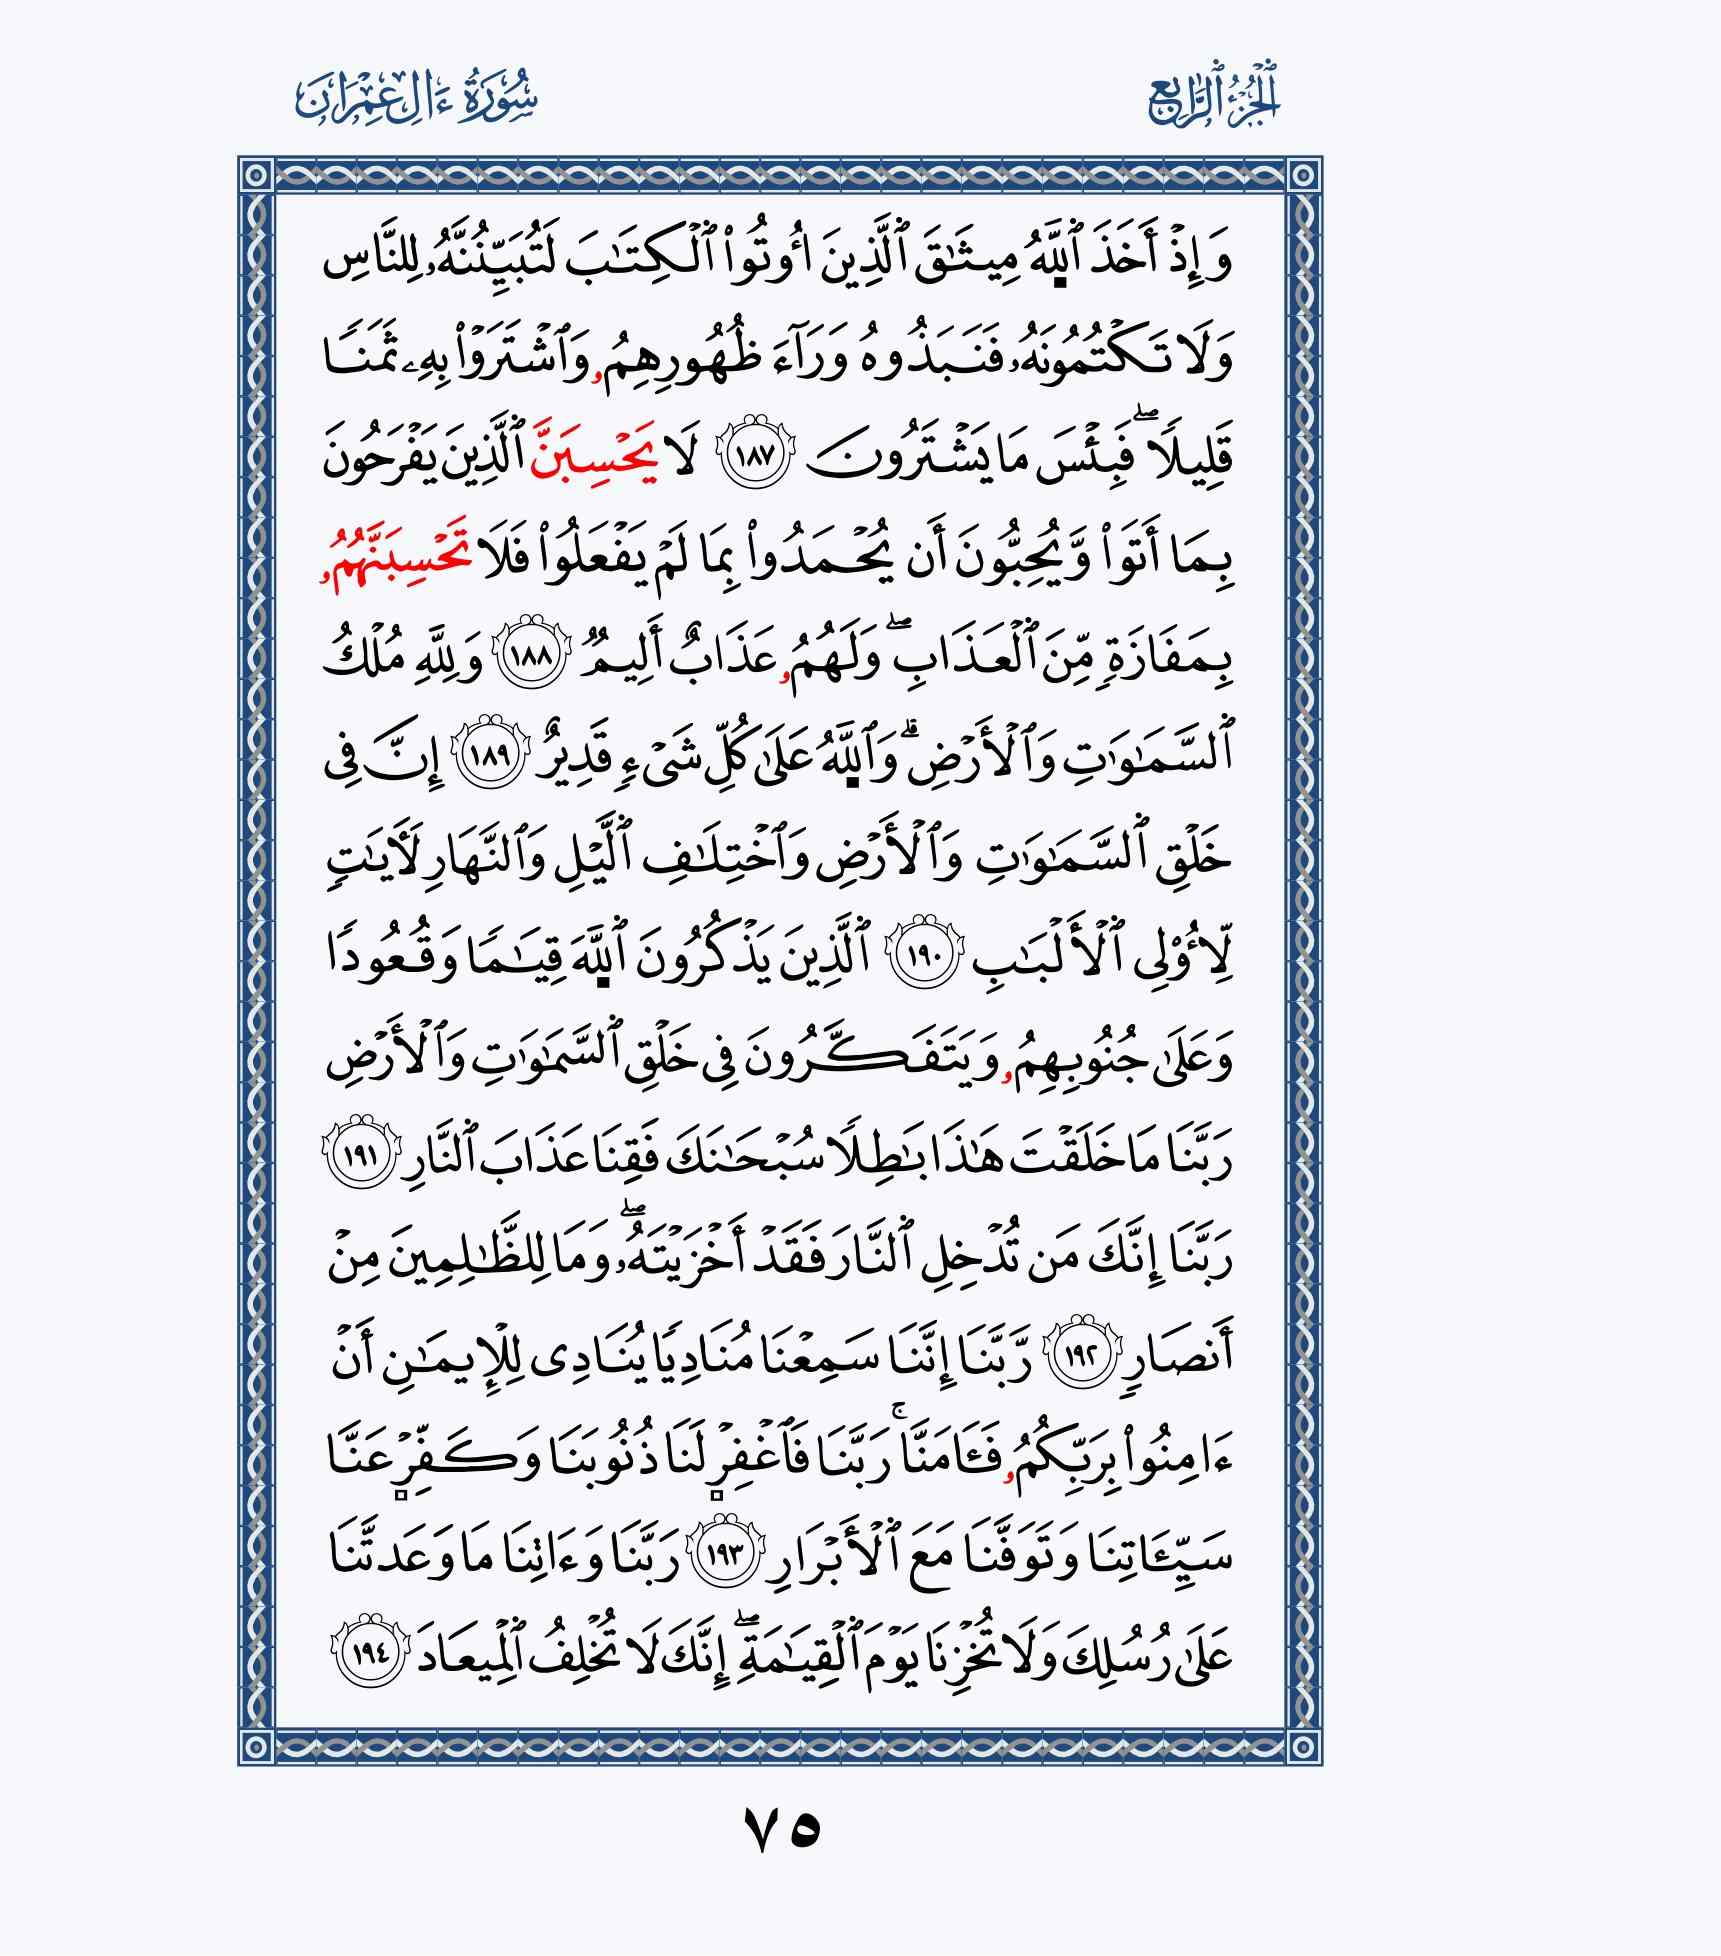 الجُزْءُ الرَّابِعُ
سُورَةُ ءَالِ عِمْرَانَ
وَإِذْ أَخَذَ ٱللَّهُ مِيثَٰقَ ٱلَّذِينَ أُوتُوا۟ ٱلْكِتَٰبَ لَتُبَيِّنُنَّهُۥ لِلنَّاسِ
وَلَا تَكْتُمُونَهُۥ فَنَبَذُوهُ وَرَآءَ ظُهُورِهِمُۥ وَٱشْتَرَوْا۟ بِهِۦ ثَمَنًا
قَلِيلًا ۖ فَبِئْسَ مَا يَشْتَرُونَ ١٨٧ لَا يَحْسِبَنَّ ٱلَّذِينَ يَفْرَحُونَ
بِمَا أَتَوا۟ وَّيُحِبُّونَ أَن يُحْمَدُوا۟ بِمَا لَمْ يَفْعَلُوا۟ فَلَا تَحْسِبَنَّهُمُۥ
بِمَفَازَةٍ مِّنَ ٱلْعَذَابِ ۖ وَلَهُمُۥ عَذَابٌ أَلِيمٌ ١٨٨ وَلِلَّهِ مُلْكُ
ٱلسَّمَٰوَٰتِ وَٱلْأَرْضِ ۗ وَٱللَّهُ عَلَىٰ كُلِّ شَىْءٍ قَدِيرٌ ١٨٩ إِنَّ فِى
خَلْقِ ٱلسَّمَٰوَٰتِ وَٱلْأَرْضِ وَٱخْتِلَٰفِ ٱلَّيْلِ وَٱلنَّهَارِ لَأَيَٰتٍ
لِّأُو۟لِى ٱلْأَلْبَٰبِ ١٩٠ ٱلَّذِينَ يَذْكُرُونَ ٱللَّهَ قِيَٰمًا وَقُعُودًا
وَعَلَىٰ جُنُوبِهِمُۥ وَيَتَفَكَّرُونَ فِى خَلْقِ ٱلسَّمَٰوَٰتِ وَٱلْأَرْضِ
رَبَّنَا مَا خَلَقْتَ هَٰذَا بَٰطِلًا سُبْحَٰنَكَ فَقِنَا عَذَابَ ٱلنَّارِ ١٩١
رَبَّنَا إِنَّكَ مَن تُدْخِلِ ٱلنَّارَ فَقَدْ أَخْزَيْتَهُۥ ۖ وَمَا لِلظَّٰلِمِينَ مِنْ
أَنصَارٍ ١٩٢ رَّبَّنَا إِنَّنَا سَمِعْنَا مُنَادِيًا يُنَادِى لِلْإِيمَٰنِ أَنْ
ءَامِنُوا۟ بِرَبِّكُمُۥ فَـَٔامَنَّا ۚ رَبَّنَا فَٱغْفِرْ لَنَا ذُنُوبَنَا وَكَفِّرْ عَنَّا
سَيِّـَٔاتِنَا وَتَوَفَّنَا مَعَ ٱلْأَبْرَارِ ١٩٣ رَبَّنَا وَءَاتِنَا مَا وَعَدتَّنَا
عَلَىٰ رُسُلِكَ وَلَا تُخْزِنَا يَوْمَ ٱلْقِيَٰمَةِ ۖ إِنَّكَ لَا تُخْلِفُ ٱلْمِيعَادَ ١٩٤
٧٥